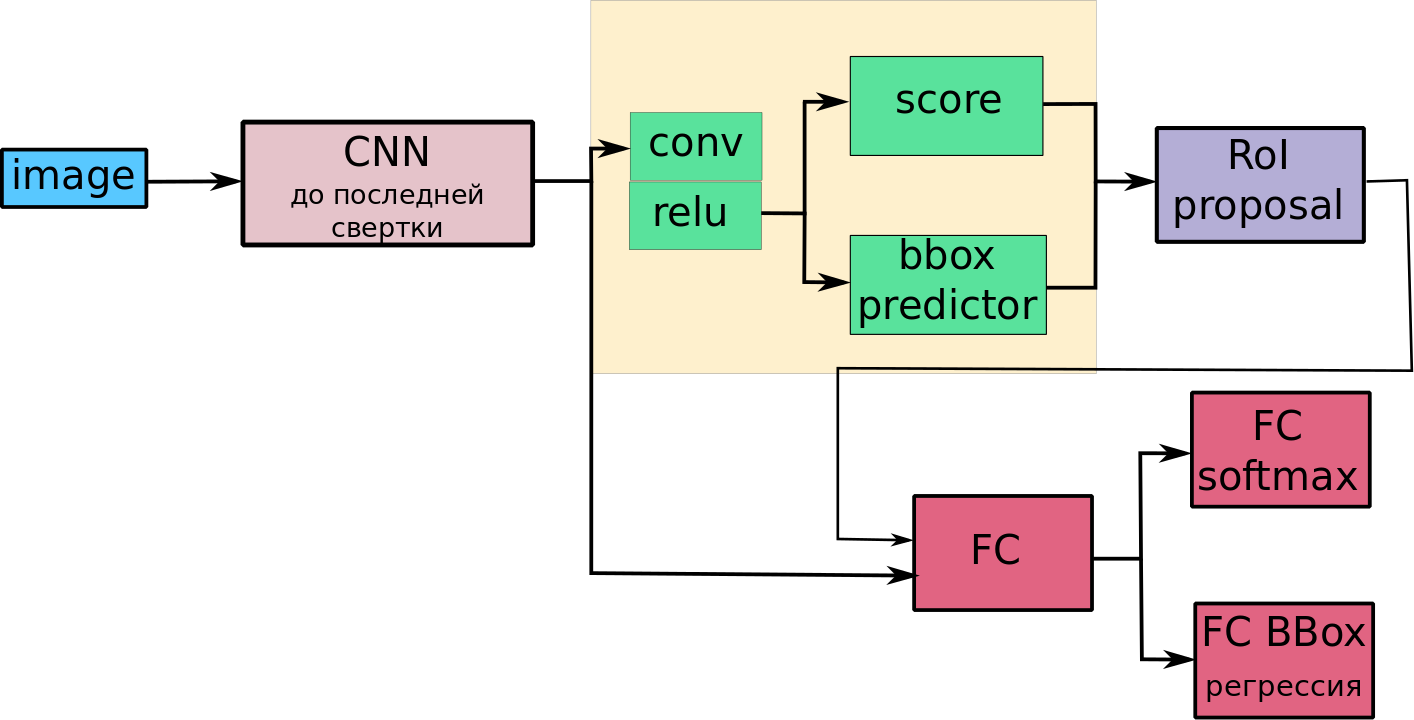 image
CNN
до последней
свертки
conv
relu
score
bbox
predictor
RoI
proposal
FC
FC
softmax
FC BBox
регрессия